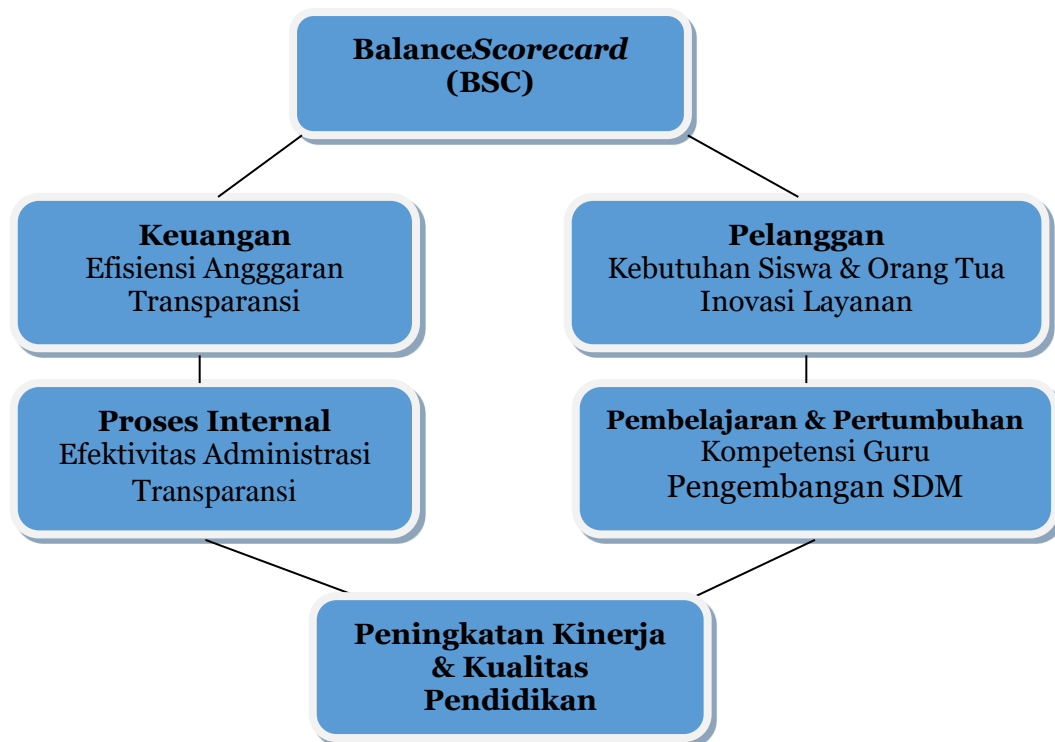 BalanceScorecard
(BSC)
Keuangan
Efisiensi Angggaran
Transparansi
Pelanggan
Kebutuhan Siswa & Orang Tua
Inovasi Layanan
Proses Internal
Efektivitas Administrasi
Transparansi
Pembelajaran & Pertumbuhan
Kompetensi Guru
Pengembangan SDM
Peningkatan Kinerja
& Kualitas
Pendidikan